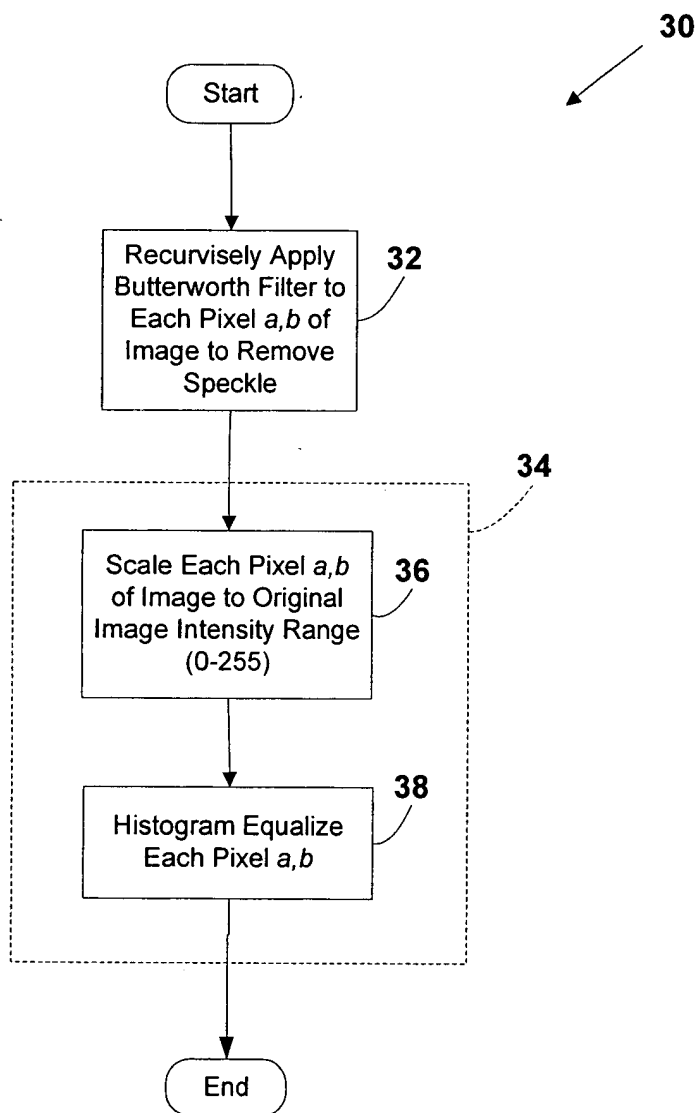 30
Start
Recurvisely Apply
Butterworth Filter to
Each Pixel a,b of
Image to Remove
Speckle
32
34
Scale Each Pixel a,b
of Image to Original
Image Intensity Range
(0-255)
36
Histogram Equalize
Each Pixel a,b
38
End